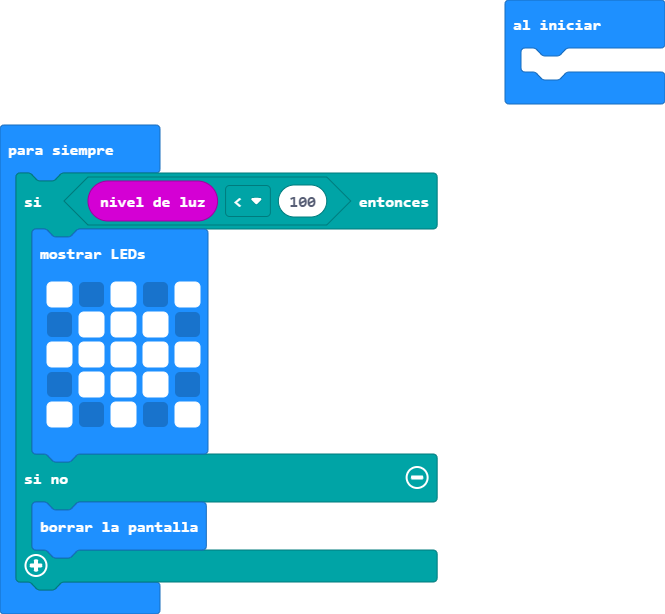 al iniciar
para siempre
si nivel de luz < 100 entonces
mostrar LEDs
si no
borrar la pantalla